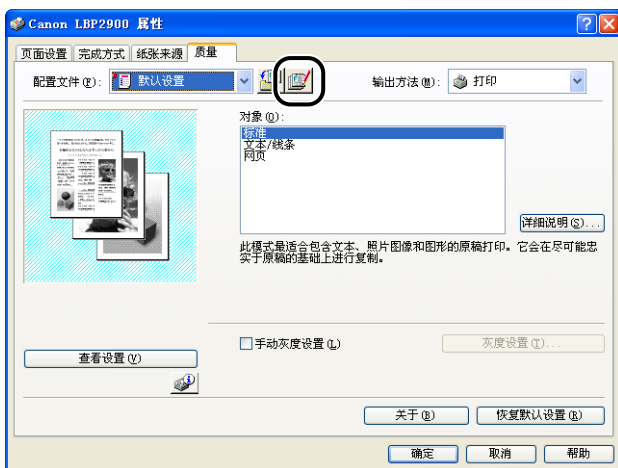 Canon LBP2900 属性
页面设置 完成方式 纸张来源 质量
配置文件(F): 默认设置 输出方法(M): 打印
对象(O):
标准
文本/线条
网页
详细说明(S)...
此模式最适合包含文本、照片图像和图形的原稿打印。它会在尽可能忠
实于原稿的基础上进行复制。
手动灰度设置(L) 灰度设置(T)...
查看设置(V)
关于(B) 恢复默认设置(R)
确定 取消 帮助